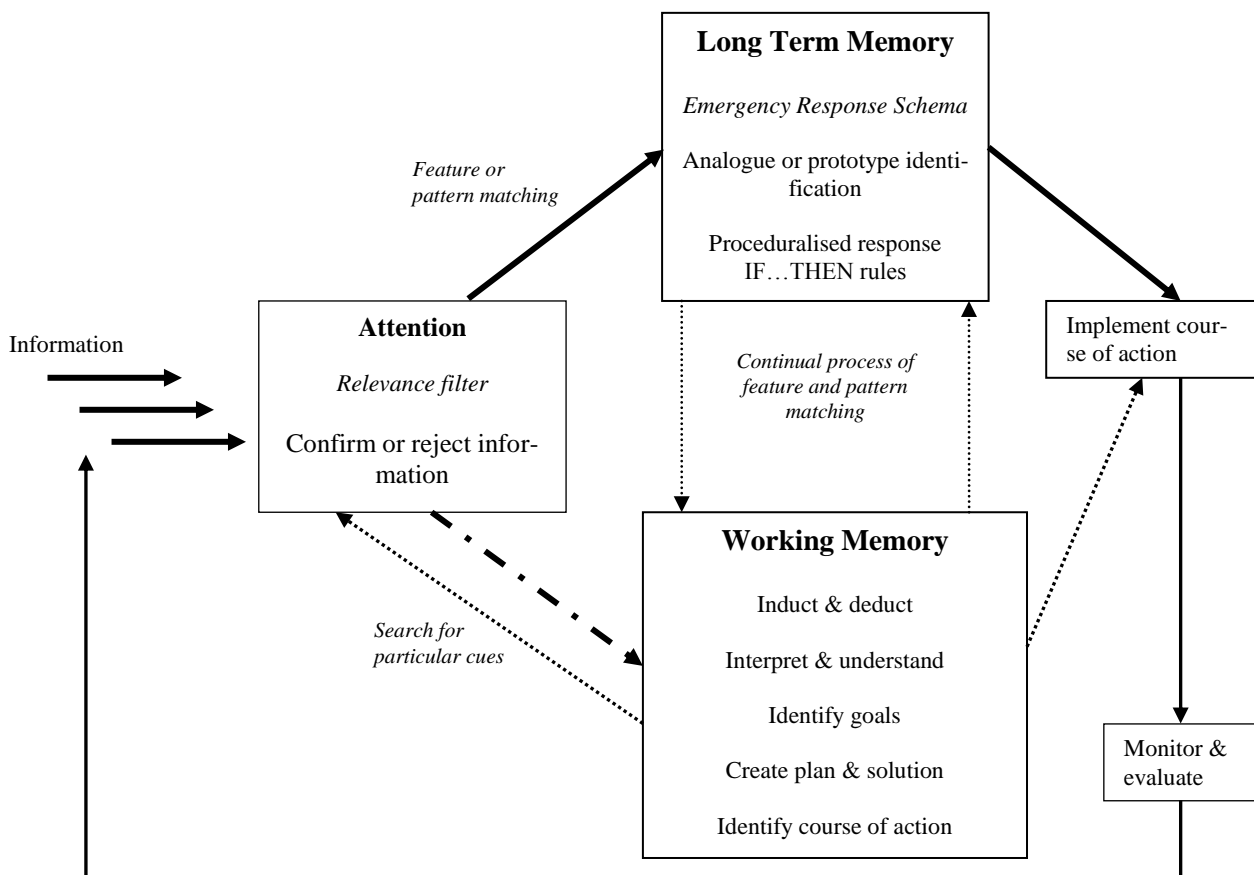 Long Term Memory
Emergency Response Schema
Analogue or prototype identi-
fication
Proceduralised response
IF…THEN rules
Feature or
pattern matching
Attention
Relevance filter
Confirm or reject infor-
mation
Information
Continual process of
feature and pattern
matching
Implement cour-
se of action
Working Memory
Induct & deduct
Interpret & understand
Identify goals
Create plan & solution
Identify course of action
Search for
particular cues
Monitor &
evaluate